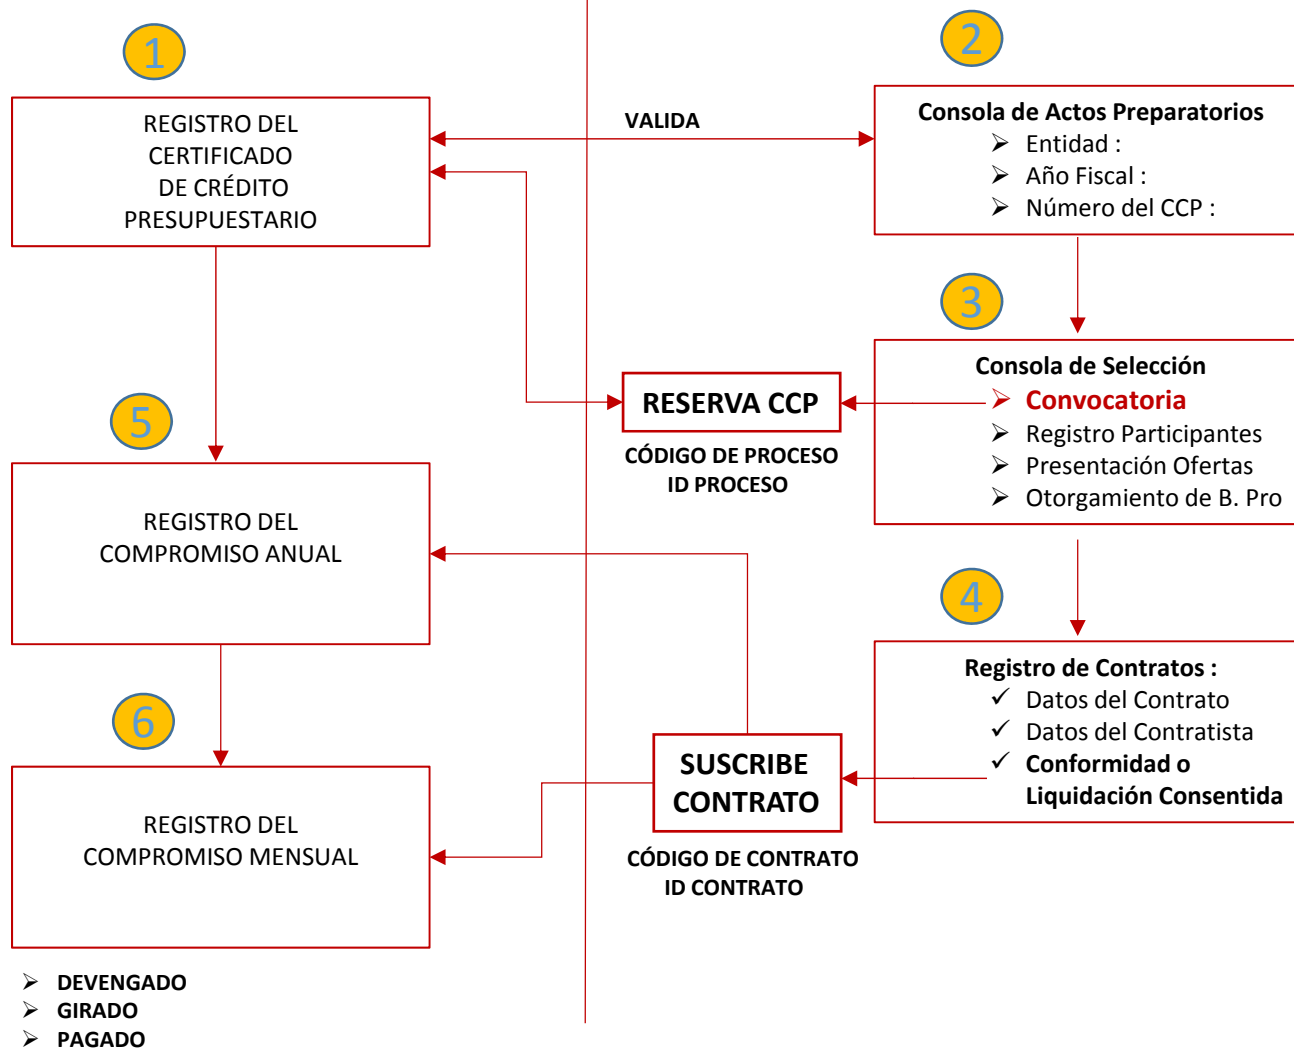 1
REGISTRO DEL
CERTIFICADO
DE CRÉDITO
PRESUPUESTARIO
VALIDA
2
Consola de Actos Preparatorios
➢ Entidad :
➢ Año Fiscal :
➢ Número del CCP :
3
Consola de Selección
➢ Convocatoria
➢ Registro Participantes
➢ Presentación Ofertas
➢ Otorgamiento de B. Pro
RESERVA CCP
CÓDIGO DE PROCESO
ID PROCESO
4
Registro de Contratos :
✓ Datos del Contrato
✓ Datos del Contratista
✓ Conformidad o
Liquidación Consentida
SUSCRIBE
CONTRATO
CÓDIGO DE CONTRATO
ID CONTRATO
5
REGISTRO DEL
COMPROMISO ANUAL
6
REGISTRO DEL
COMPROMISO MENSUAL
➢ DEVENGADO
➢ GIRADO
➢ PAGADO